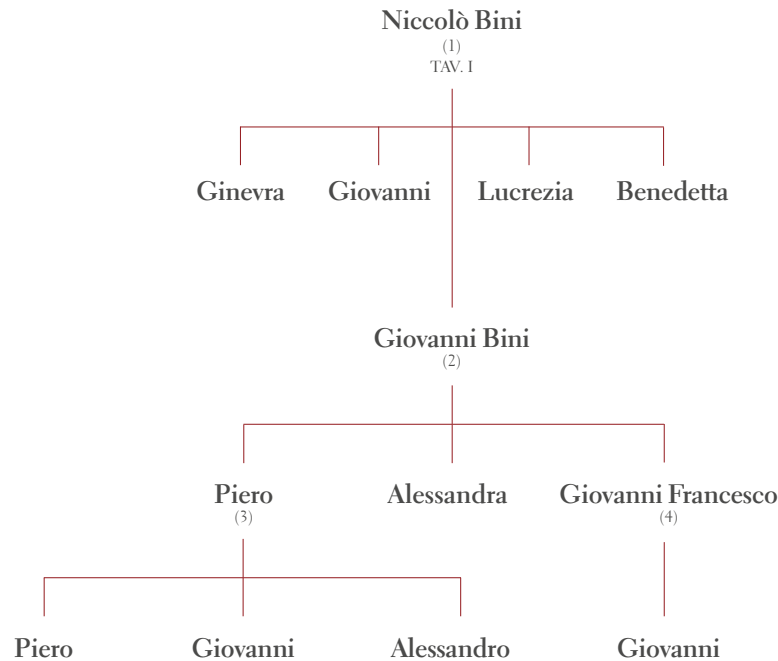 Niccolò Bini
(1)
TAV. I
Ginevra Giovanni Lucrezia Benedetta
Giovanni Bini
(2)
Piero Alessandra Giovanni Francesco
(3) (4)
Piero Giovanni Alessandro Giovanni